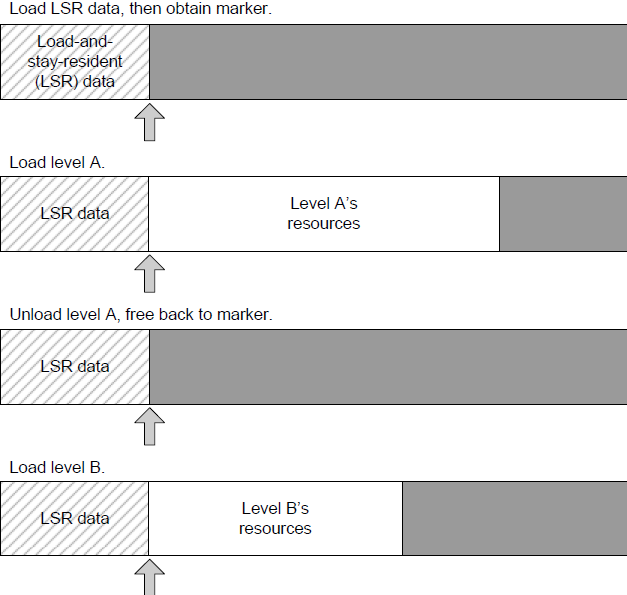 Load LSR data, then obtain marker.
Load-and-
stay-resident
(LSR) data
Load level A.
LSR data
Level A's
resources
Unload level A, free back to marker.
LSR data
Load level B.
LSR data
Level B's
resources